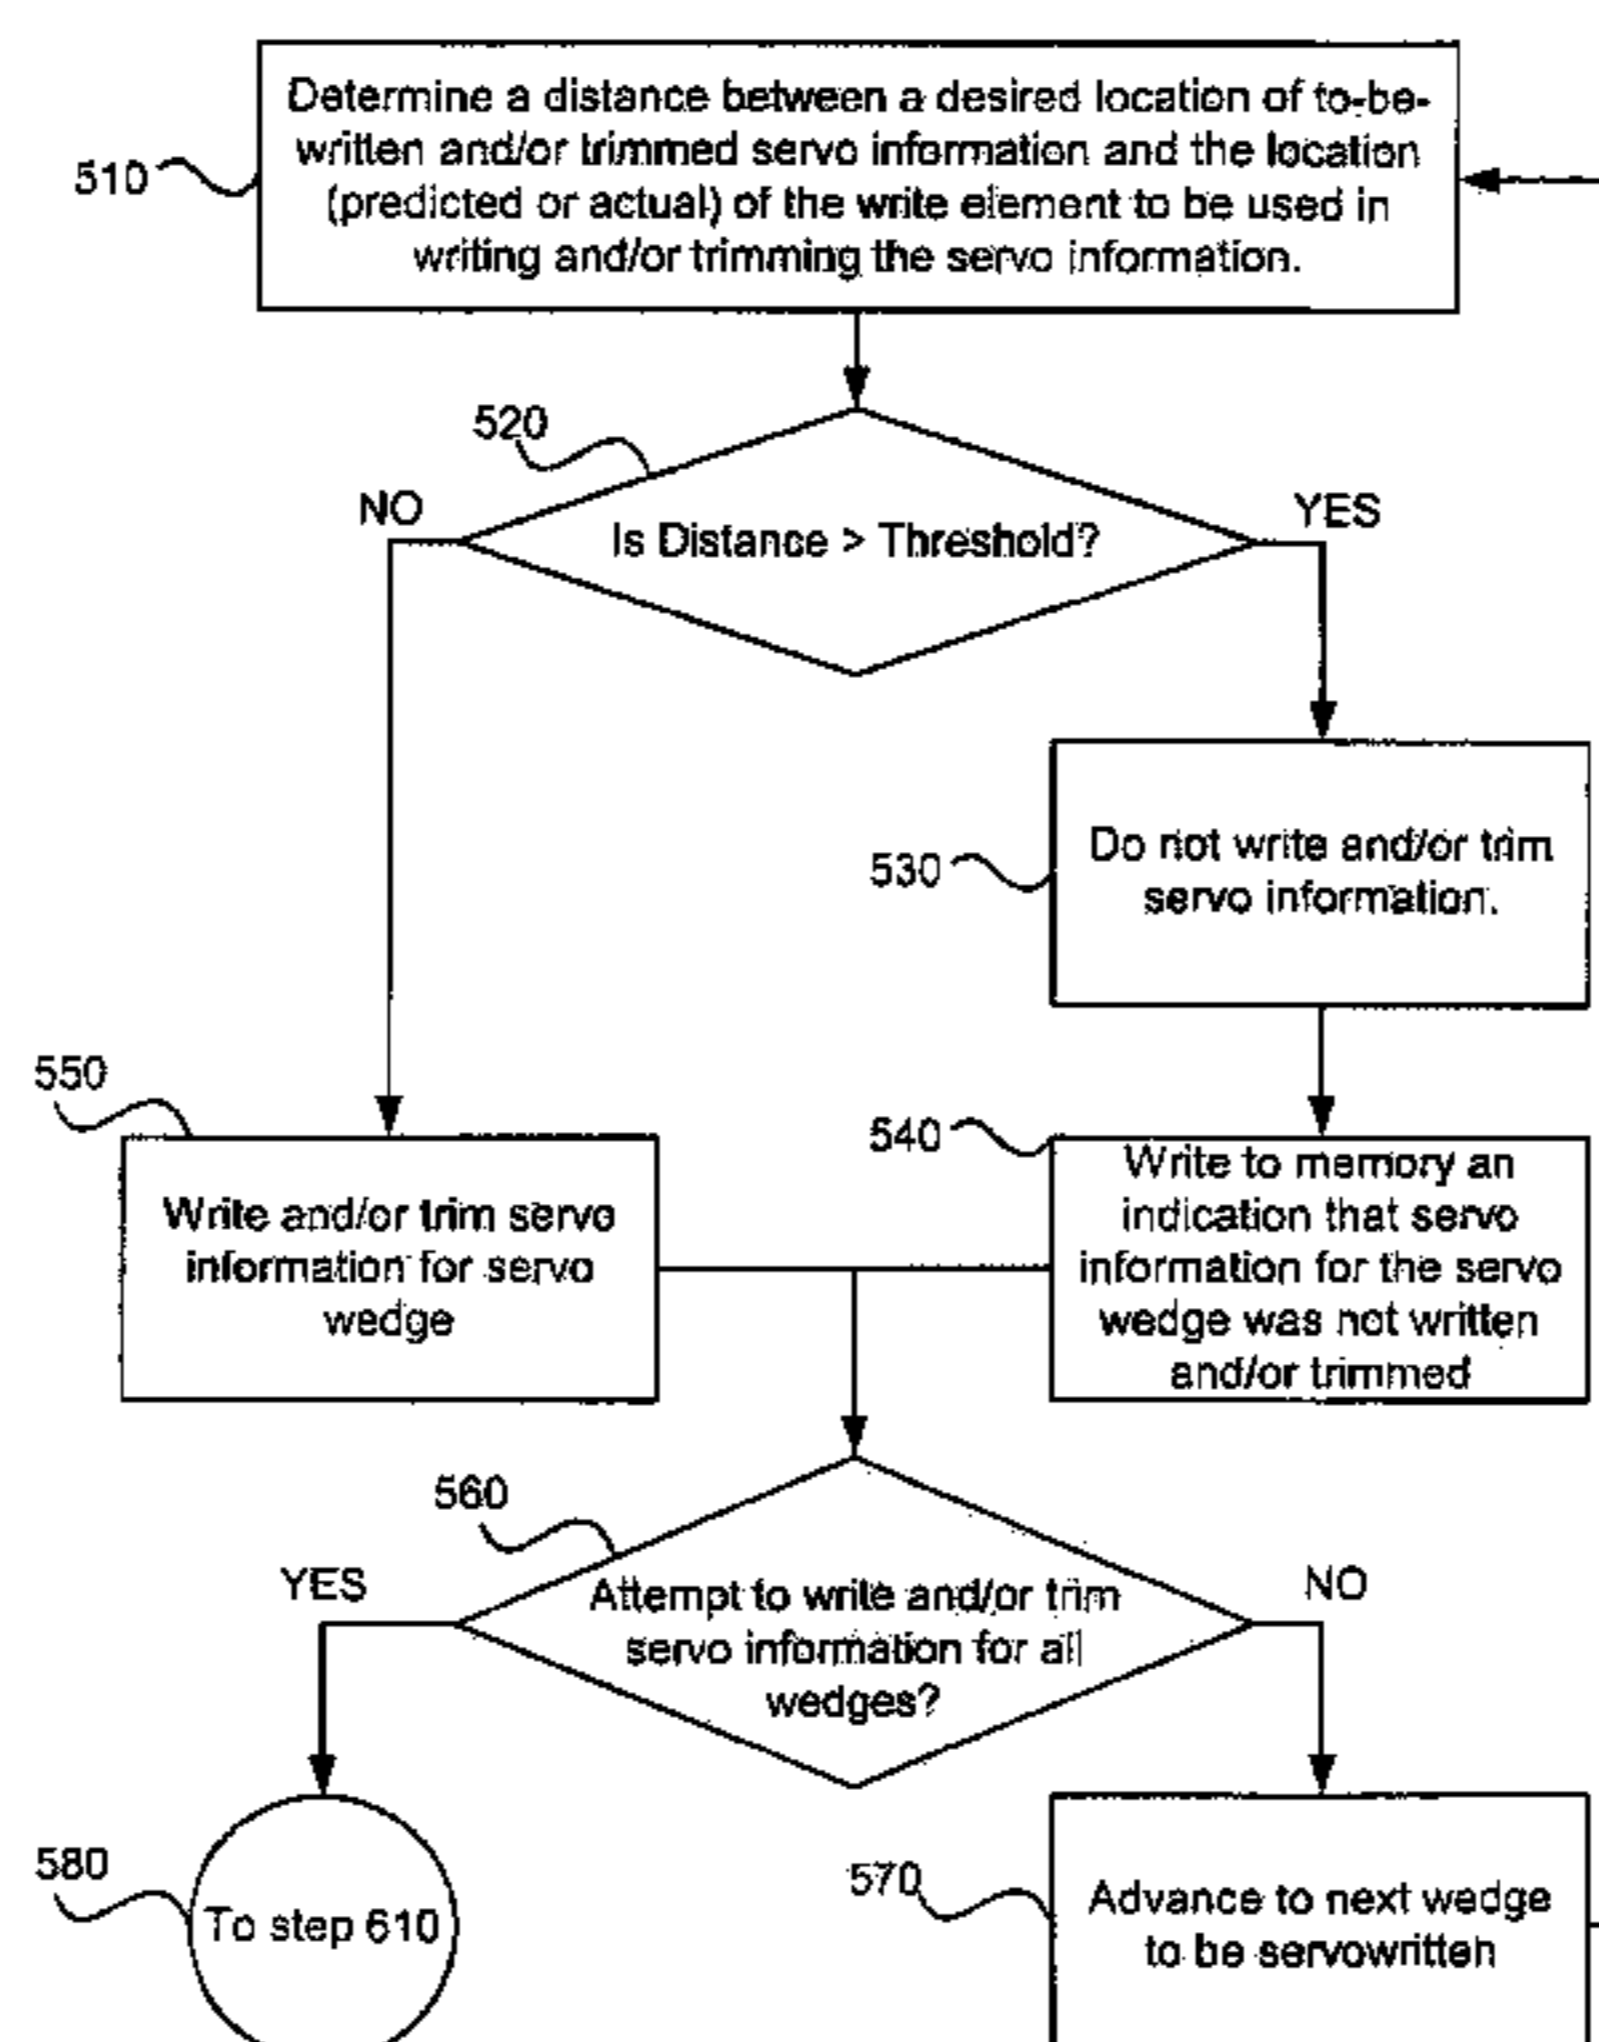 Determine a distance between a desired location of to-be-
written and/or trimmed servo information and the location
(predicted or actual) of the write element to be used in
writing and/or trimming the servo information.
510
520
NO
YES
Is Distance > Threshold?
530
Do not write and/or trim
servo information.
550
540
Write and/or trim servo
information for servo
wedge
Write to memory an
indication that servo
information for the servo
wedge was not written
and/or trimmed
560
YES
NO
Attempt to write and/or trim
servo information for all
wedges?
580
To step 610
570
Advance to next wedge
to be servowritten